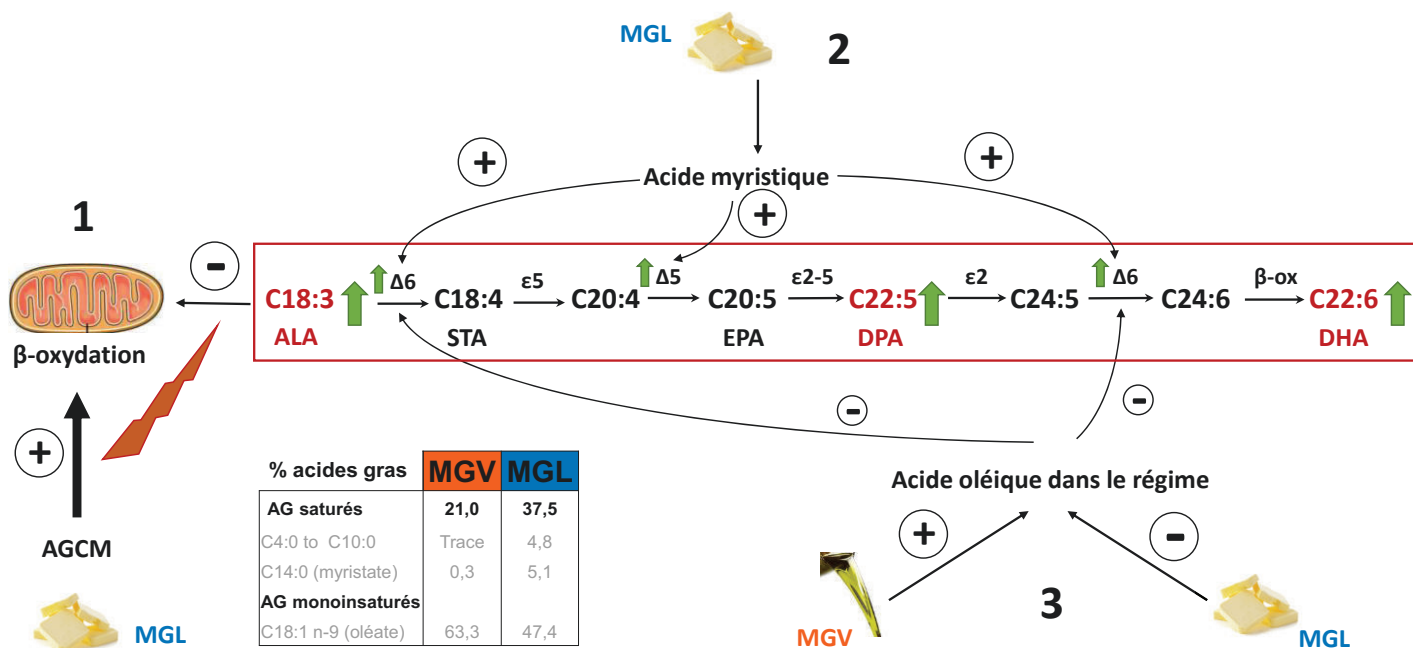 MGL
2
+
+
Acide myristique
+
1
-
Δ6
ε5
Δ5
ε2-5
ε2
Δ6
β-ox
C18:3
C18:4
C20:4
C20:5
C22:5
C24:5
C24:6
C22:6
ALA
STA
EPA
DPA
DHA
β-oxydation
-
-
+
% acides gras MGV MGL
AG saturés 21,0 37,5
C4:0 to C10:0 Trace 4,8
C14:0 (myristate) 0,3 5,1
AG monoinsaturés
C18:1 n-9 (oléate) 63,3 47,4
AGCM
MGL
Acide oléique dans le régime
+
-
3
MGV
MGL